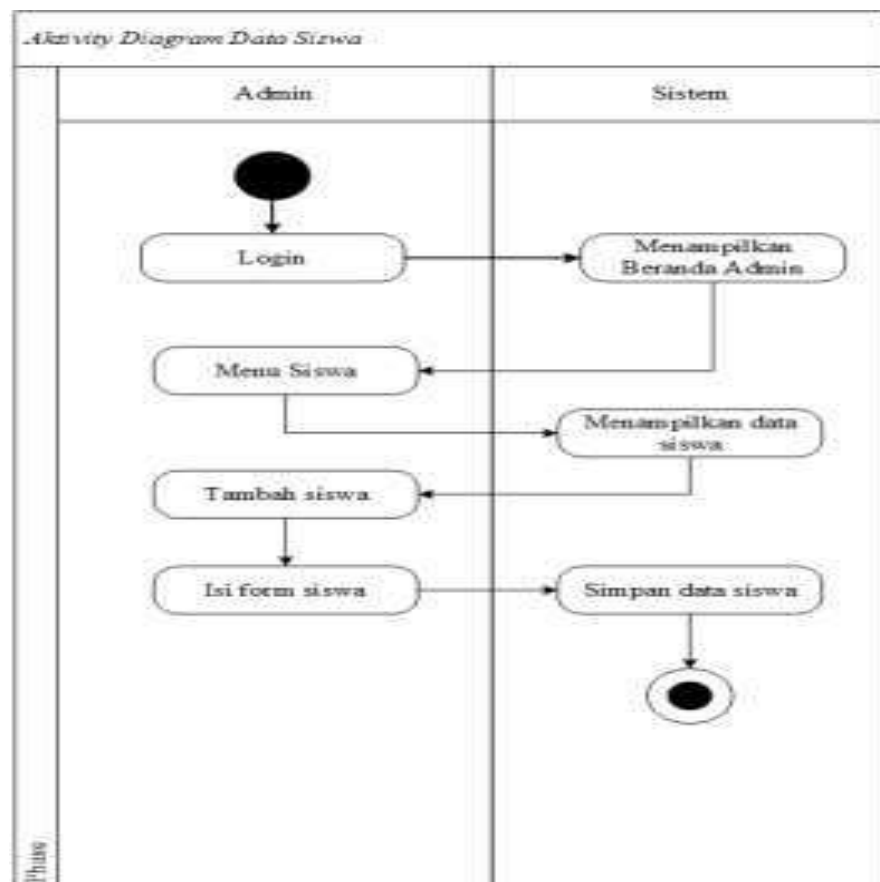 Aktivity Diagram Data Siswa
Admin
Sistem
Login
Menampilkan
Beranda Admin
Menu Siswa
Menampilkan data
siswa
Tambah siswa
Isi form siswa
Simpan data siswa
Phase